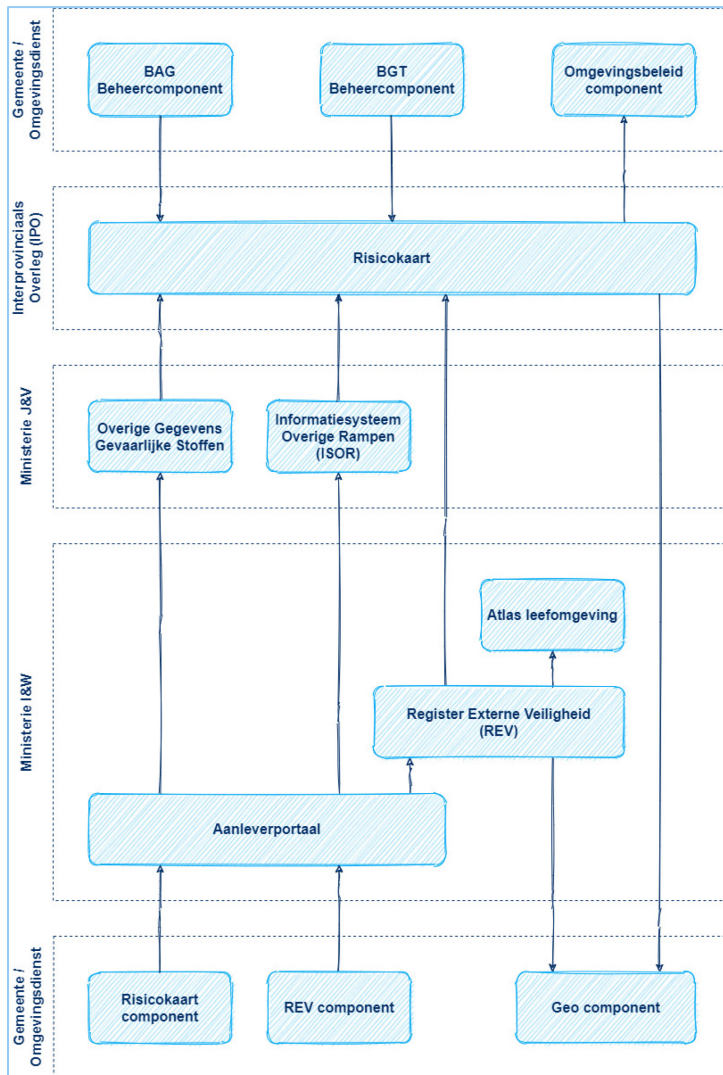 Gemeente /
Omgevingsdienst
BAG
Beheercomponent
BGT
Beheercomponent
Omgevingsbeleid
component
Interprovinciaals
Overleg (IPO)
Risicokaart
Ministerie J&V
Overige Gegevens
Gevaarlijke Stoffen
Informatiesysteem
Overige Rampen
(ISOR)
Ministerie I&W
Atlas leefomgeving
Register Externe Veiligheid
(REV)
Aanleverportaal
Gemeente /
Omgevingsdienst
Risicokaart
component
REV component
Geo component